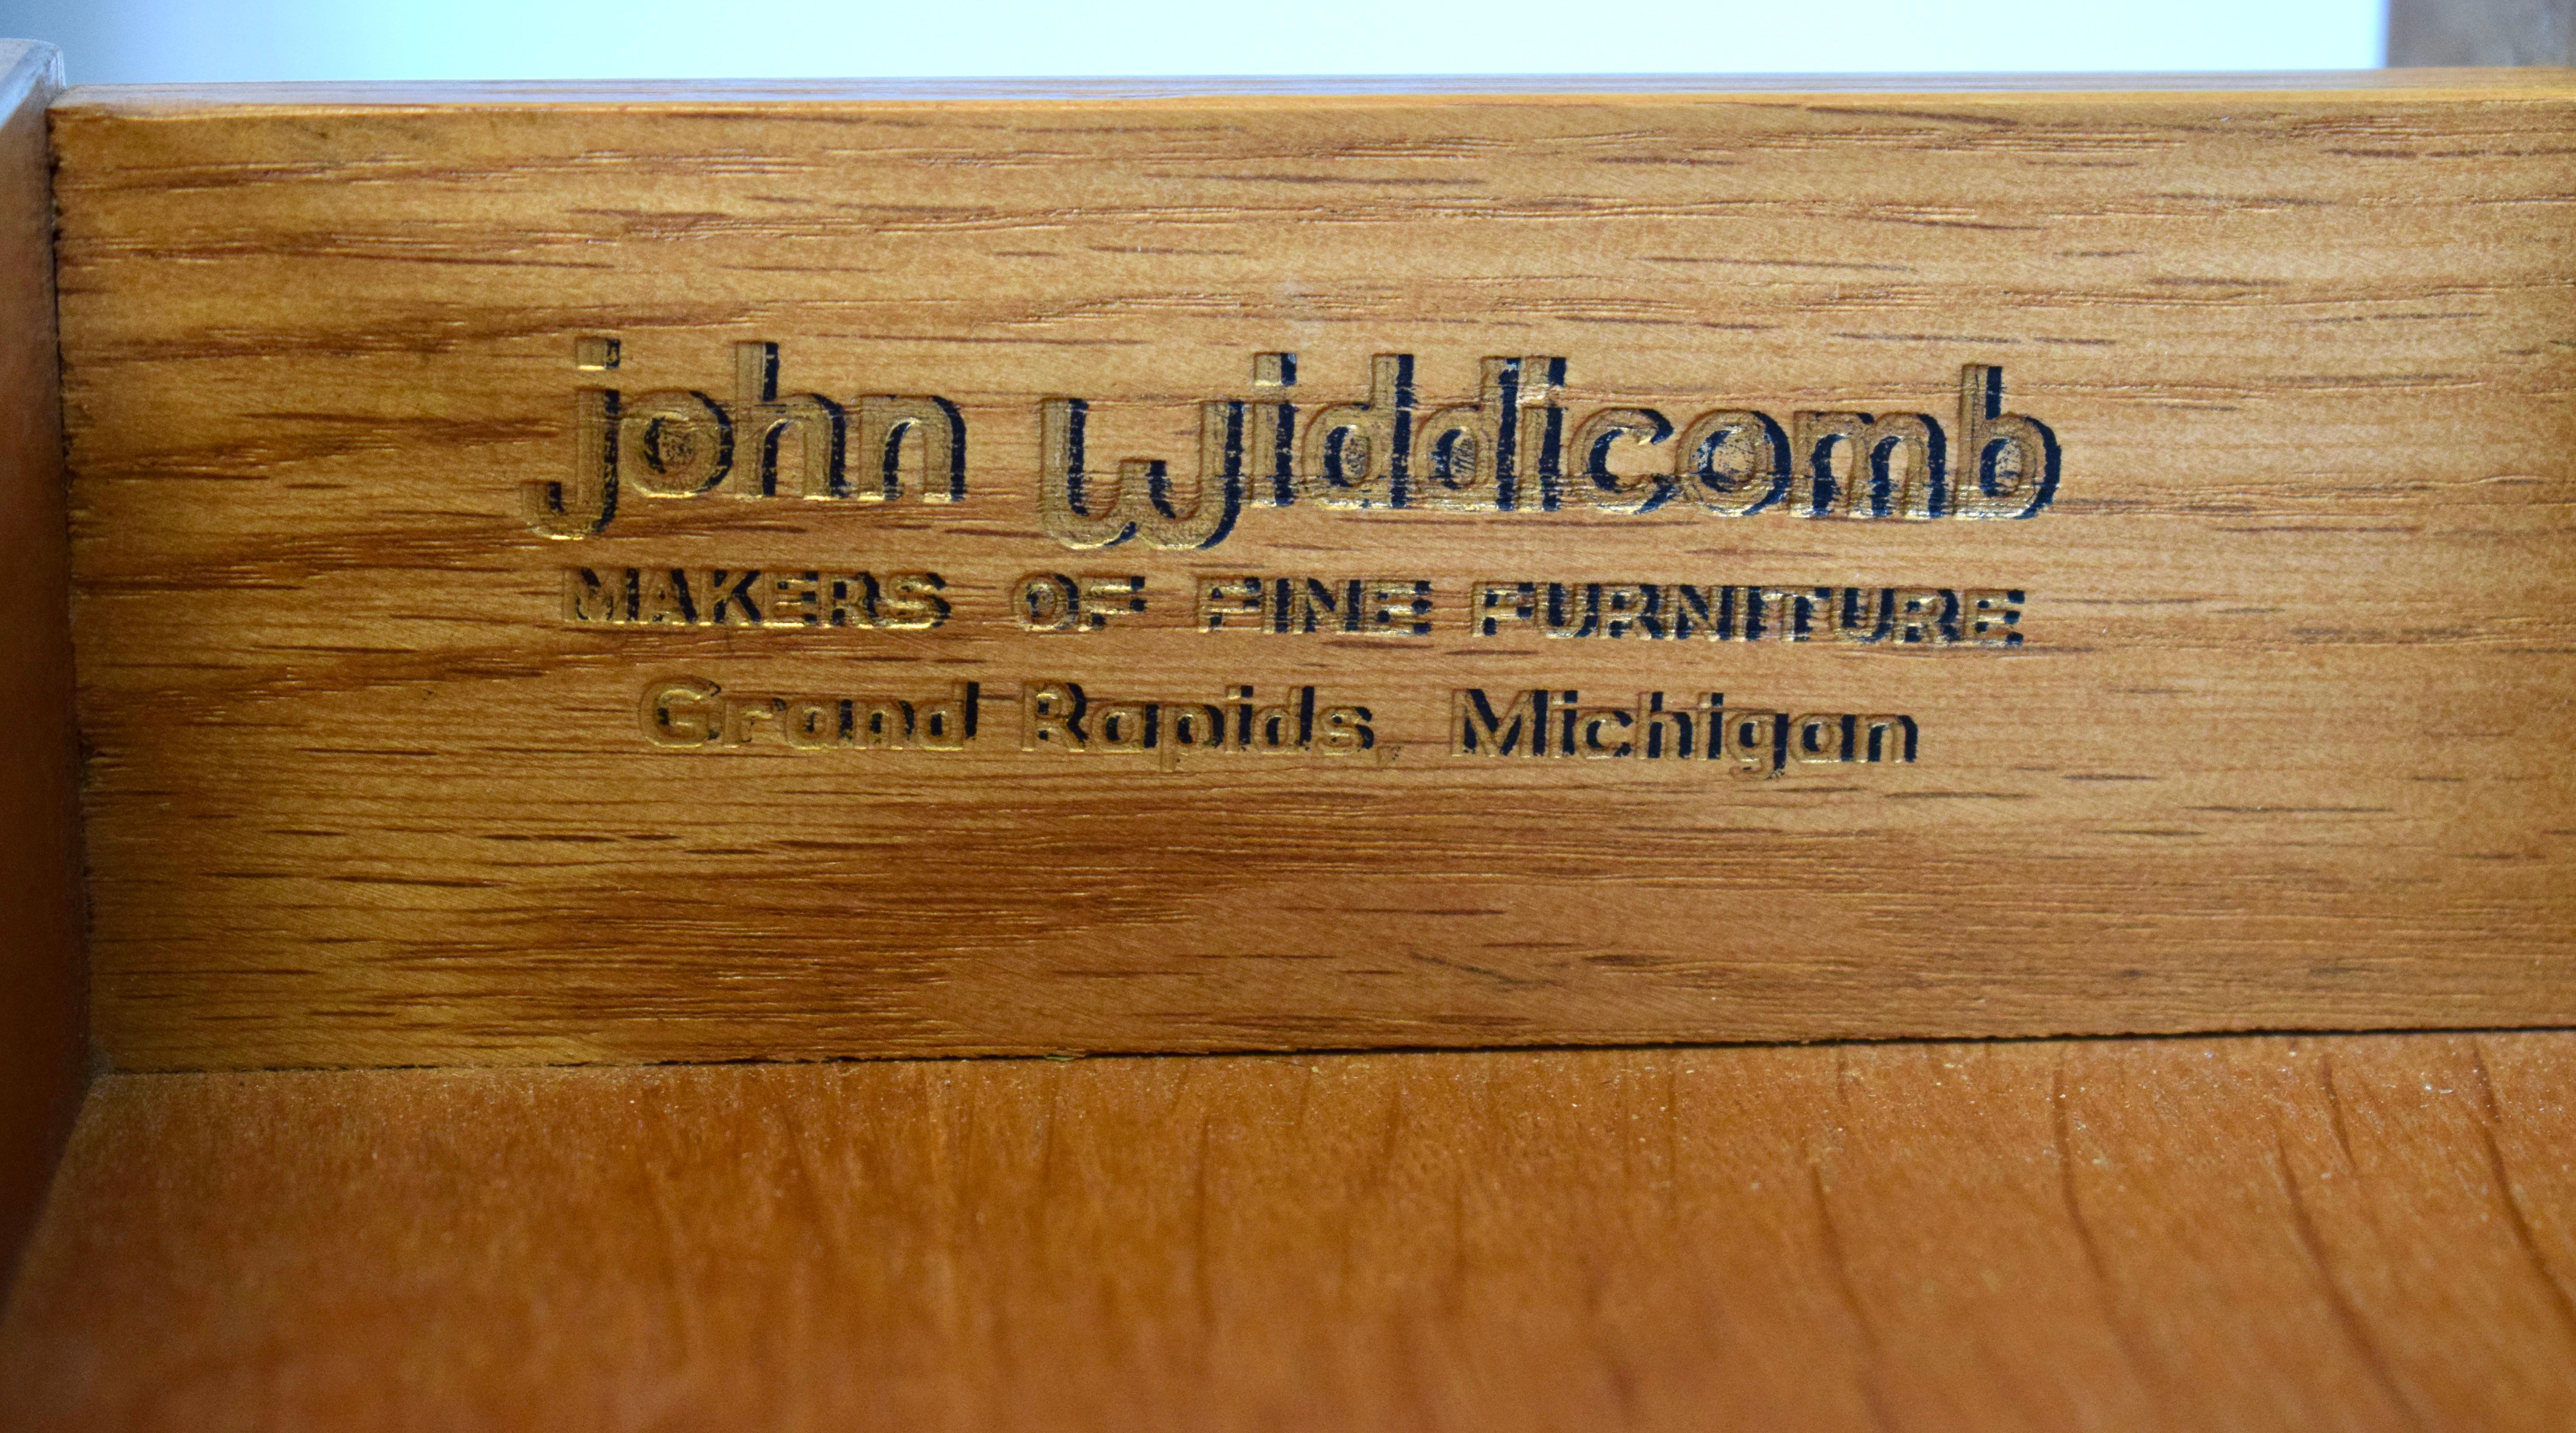 john widdicomb
MAKERS OF FINE FURNITURE
Grand Rapids, Michigan